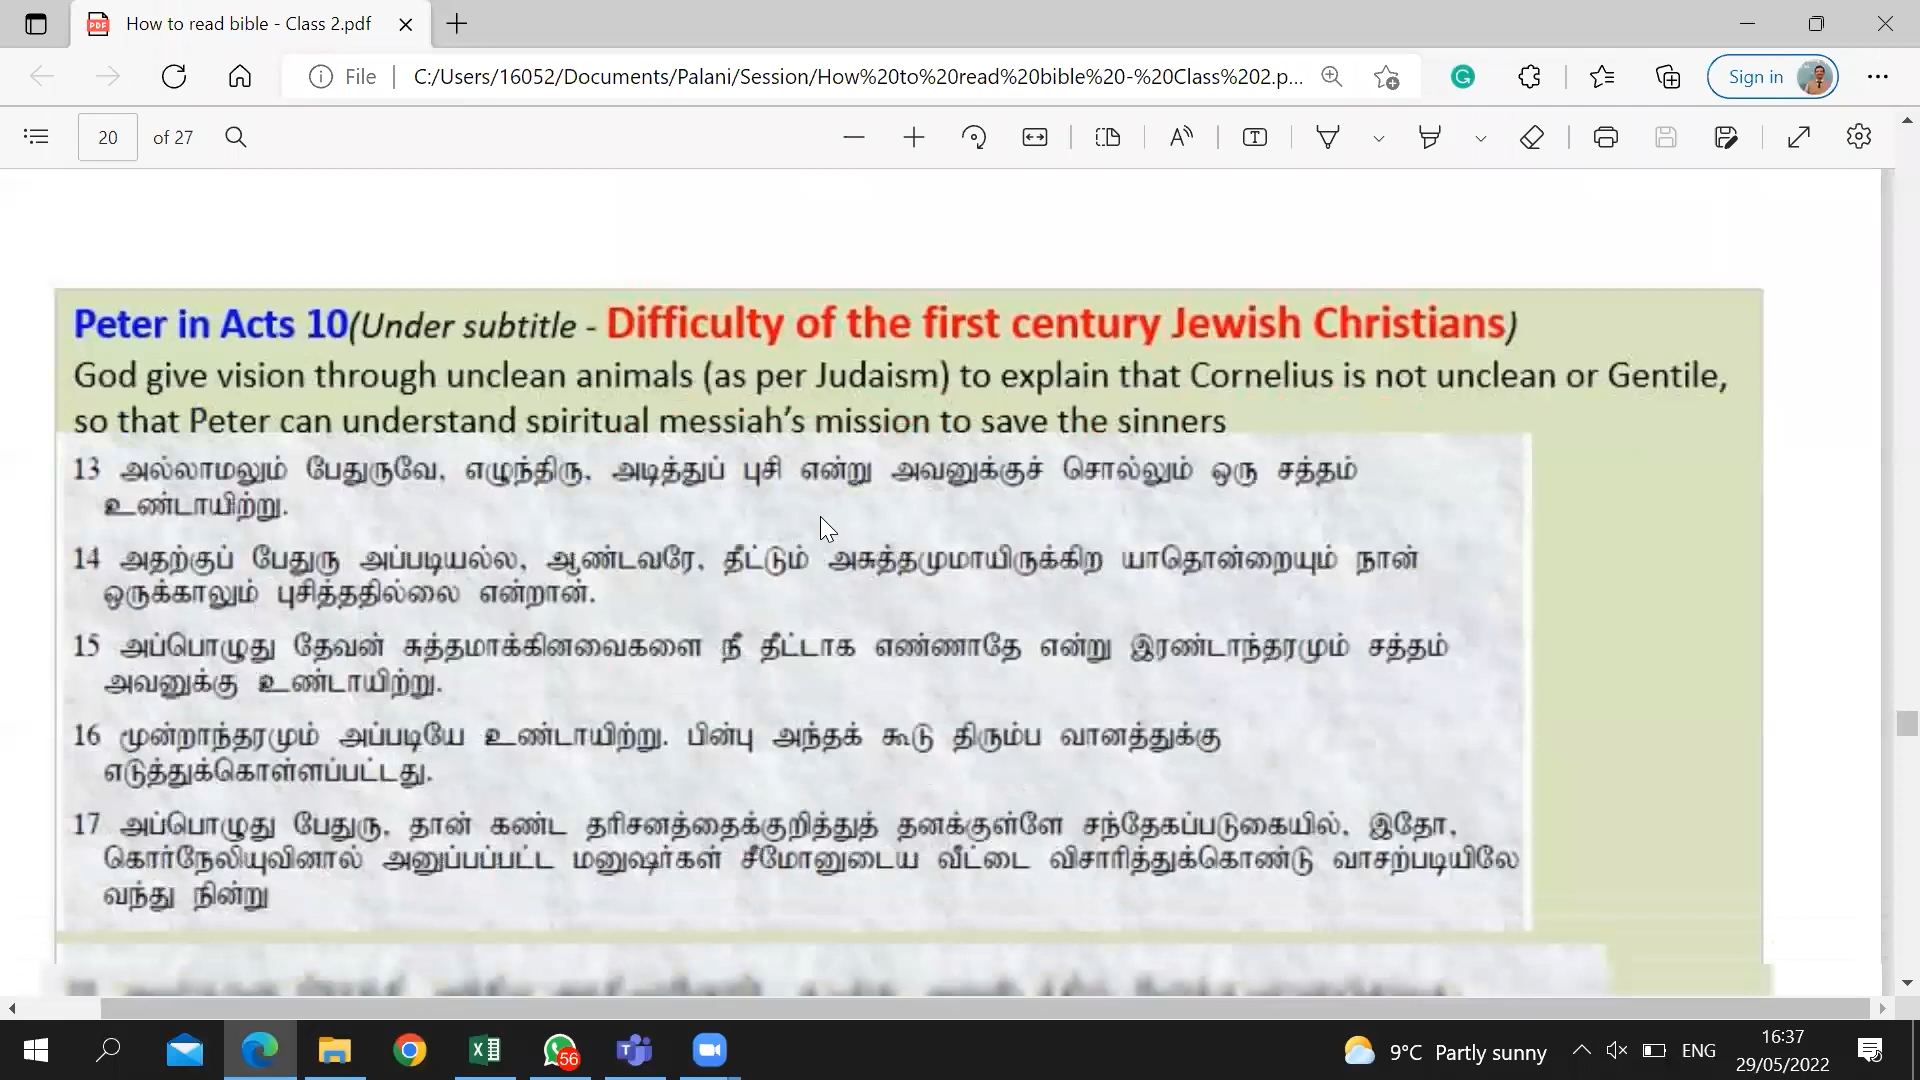 How to read bible - Class 2.pdf
File
C:/Users/16052/Documents/Palani/Session/How%20to%20read%20bible%20-%20Class%202.p...
Sign in
20 of 27
Peter in Acts 10(Under subtitle - Difficulty of the first century Jewish Christians)
God give vision through unclean animals (as per Judaism) to explain that Cornelius is not unclean or Gentile,
so that Peter can understand spiritual messiah's mission to save the sinners
13 அல்லாமலும் பேதுருவே, எழுந்திரு, அடித்துப் புசி என்று அவனுக்குச் சொல்லும் ஒரு சத்தம்
உண்டாயிற்று.
14 அதற்குப் பேதுரு அப்படியல்ல, ஆண்டவரே, தீட்டும் அசுத்தமுமாயிருக்கிற யாதொன்றையும் நான்
ஒருக்காலும் புசித்ததில்லை என்றான்.
15 அப்பொழுது தேவன் சுத்தமாக்கினவைகளை நீ தீட்டாக எண்ணாதே என்று இரண்டாந்தரமும் சத்தம்
அவனுக்கு உண்டாயிற்று.
16 மூன்றாந்தரமும் அப்படியே உண்டாயிற்று. பின்பு அந்தக் கூடு திரும்ப வானத்துக்கு
எடுத்துக்கொள்ளப்பட்டது.
17 அப்பொழுது பேதுரு, தான் கண்ட தரிசனத்தைக்குறித்துத் தனக்குள்ளே சந்தேகப்படுகையில், இதோ,
கொர்நேலியுவினால் அனுப்பப்பட்ட மனுஷர்கள் சீமோனுடைய வீட்டை விசாரித்துக்கொண்டு வாசற்படியிலே
வந்து நின்று
56
9°C Partly sunny
ENG
16:37
29/05/2022